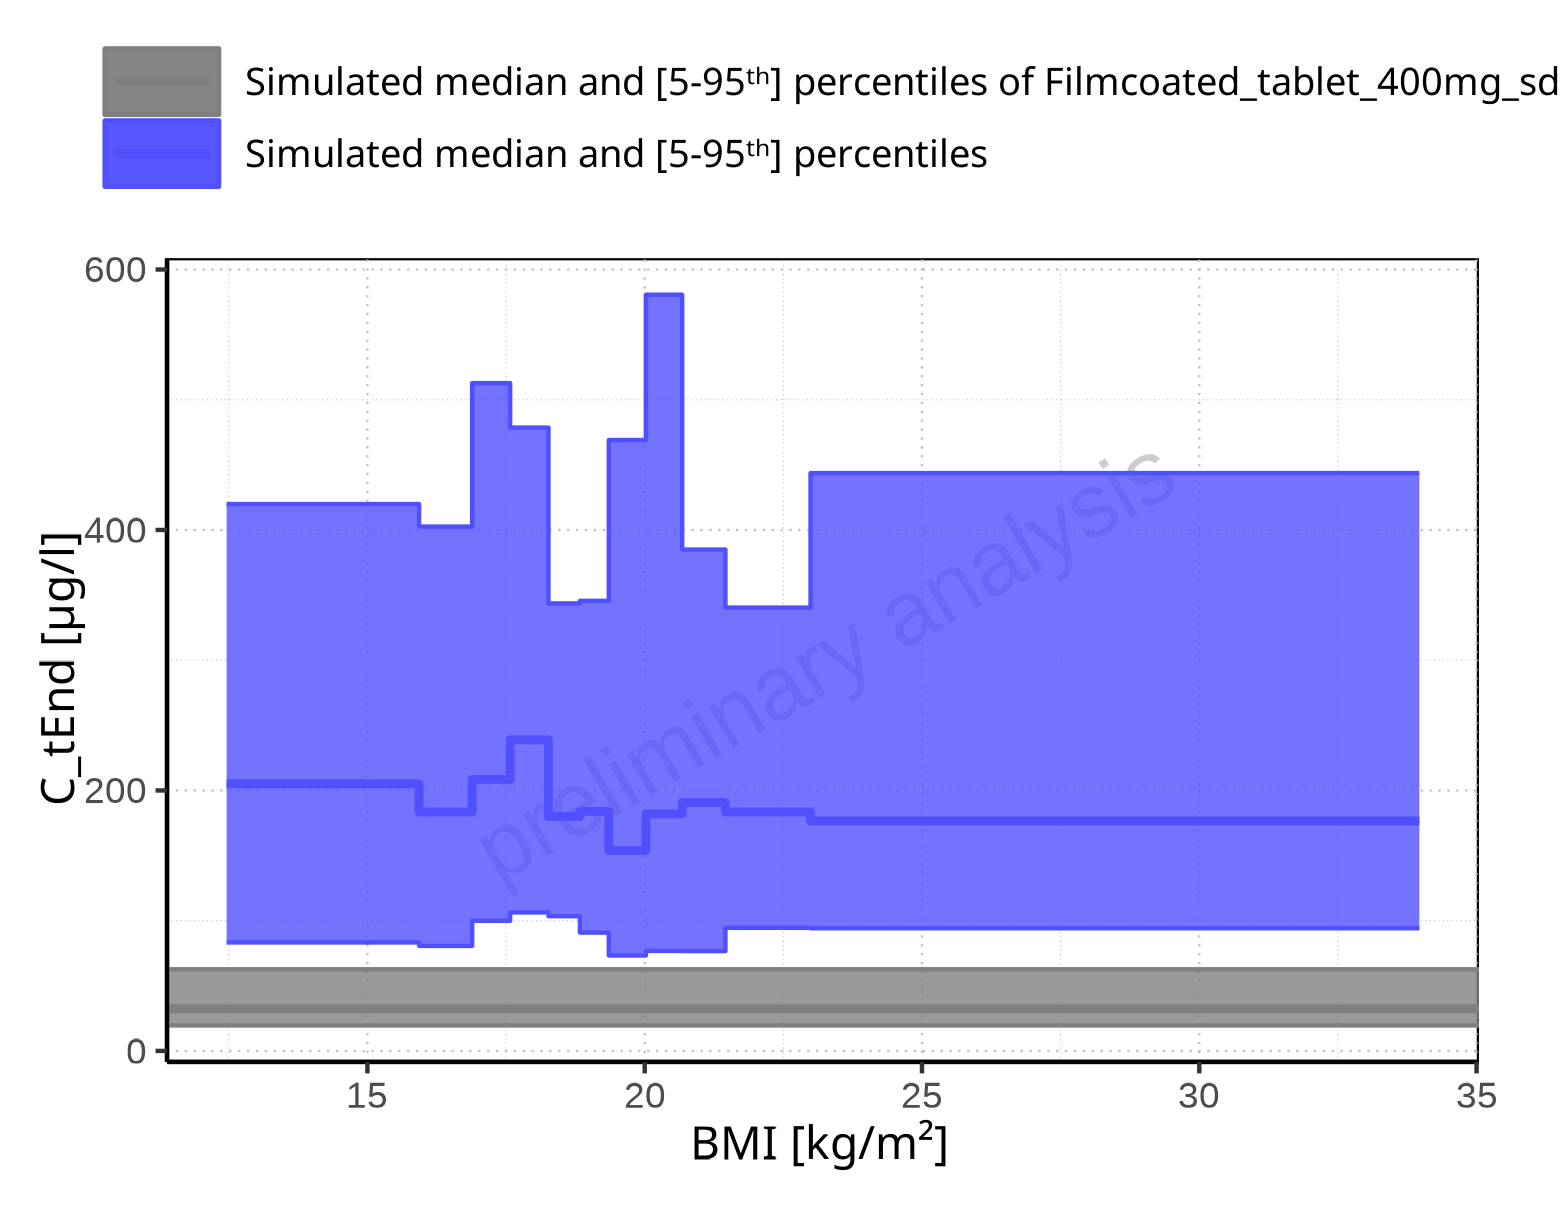 Simulated median and [5-95ᵗʰ] percentiles of Filmcoated_tablet_400mg_sd
Simulated median and [5-95ᵗʰ] percentiles
600
400
200
0
C_tEnd [µg/l]
preliminary analysis
15 20 25 30 35
BMI [kg/m²]